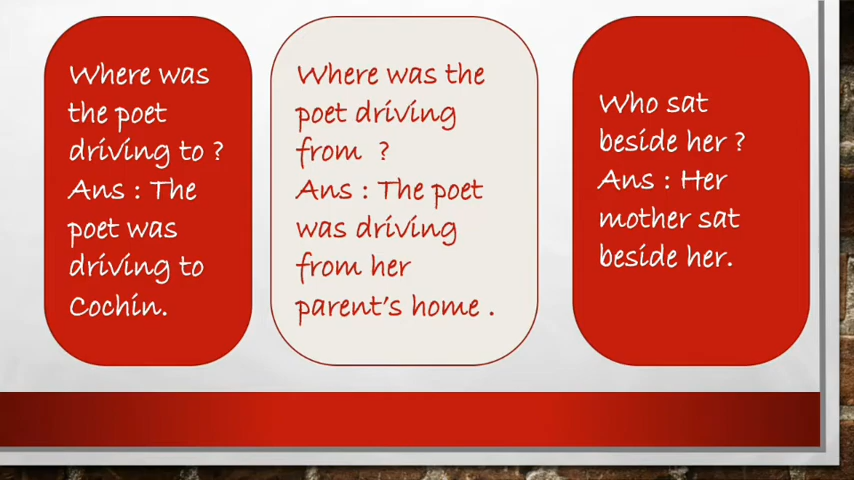 Where was
the poet
driving to ?
Ans : The
poet was
driving to
Cochin.
Where was the
poet driving
from  ?
Ans : The poet
was driving
from her
parent's home .
Who sat
beside her ?
Ans : Her
mother sat
beside her.